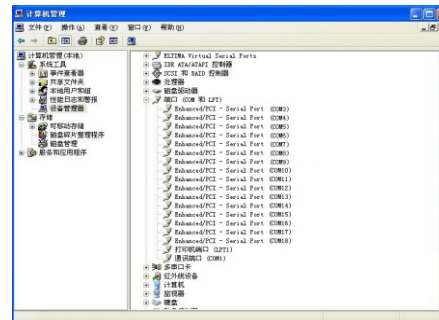 计算机管理
文件(F) 操作(A) 查看(V) 窗口(W) 帮助(H)
计算机管理(本地)
系统工具
事件查看器
共享文件夹
本地用户和组
性能日志和警报
设备管理器
存储
可移动存储
磁盘碎片整理程序
磁盘管理
服务和应用程序
ELTIMA Virtual Serial Ports
IDE ATA/ATAPI 控制器
SCSI 和 RAID 控制器
处理器
磁盘驱动器
端口 (COM 和 LPT)
Enhanced/PCI - Serial Port (COM3)
Enhanced/PCI - Serial Port (COM4)
Enhanced/PCI - Serial Port (COM5)
Enhanced/PCI - Serial Port (COM6)
Enhanced/PCI - Serial Port (COM7)
Enhanced/PCI - Serial Port (COM8)
Enhanced/PCI - Serial Port (COM9)
Enhanced/PCI - Serial Port (COM10)
Enhanced/PCI - Serial Port (COM11)
Enhanced/PCI - Serial Port (COM12)
Enhanced/PCI - Serial Port (COM13)
Enhanced/PCI - Serial Port (COM14)
Enhanced/PCI - Serial Port (COM15)
Enhanced/PCI - Serial Port (COM16)
Enhanced/PCI - Serial Port (COM17)
Enhanced/PCI - Serial Port (COM18)
打印机端口 (LPT1)
通讯端口 (COM1)
多串口卡
红外线设备
计算机
监视器
键盘